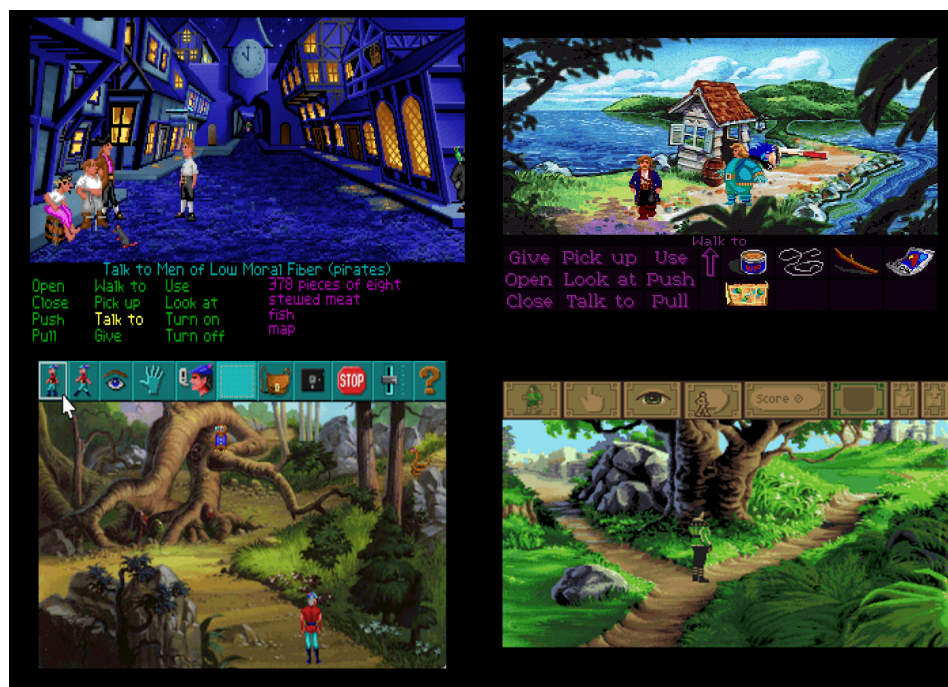 Talk to Men of Low Moral Fiber (pirates)
Open Walk to Use 378 pieces of eight
Close Pick up Look at stewed meat
Push Talk to Turn on fish
Pull Give Turn off map
Walk to
Give Pick up Use
Open Look at Push
Close Talk to Pull
STOP
?
Score 0